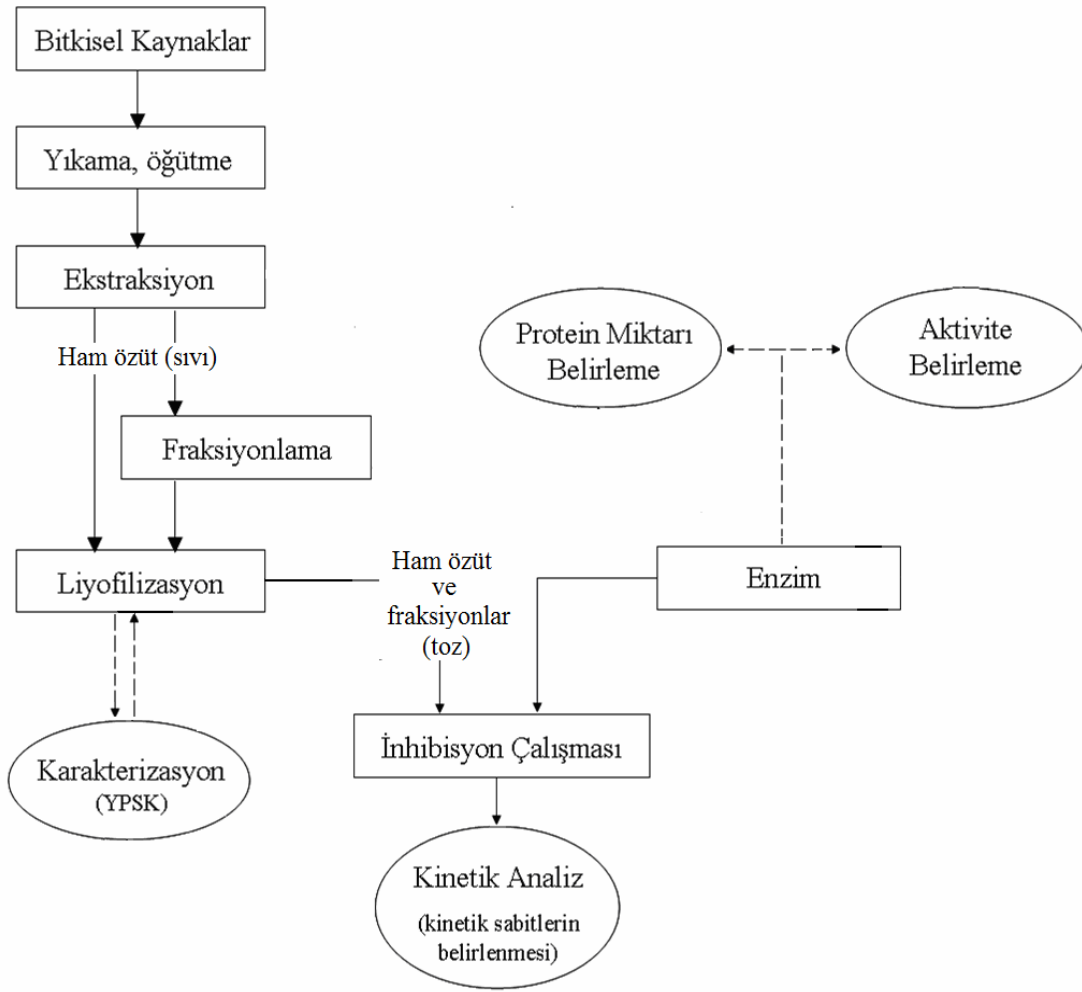 Bitkisel Kaynaklar
Yıkama, öğütme
Ekstraksiyon
Ham özüt (sıvı)
Fraksiyonlama
Liyofilizasyon
Karakterizasyon
(YPSK)
Ham özüt
ve
fraksiyonlar
(toz)
Protein Miktarı
Belirleme
Aktivite
Belirleme
Enzim
İnhibisyon Çalışması
Kinetik Analiz
(kinetik sabitlerin
belirlenmesi)